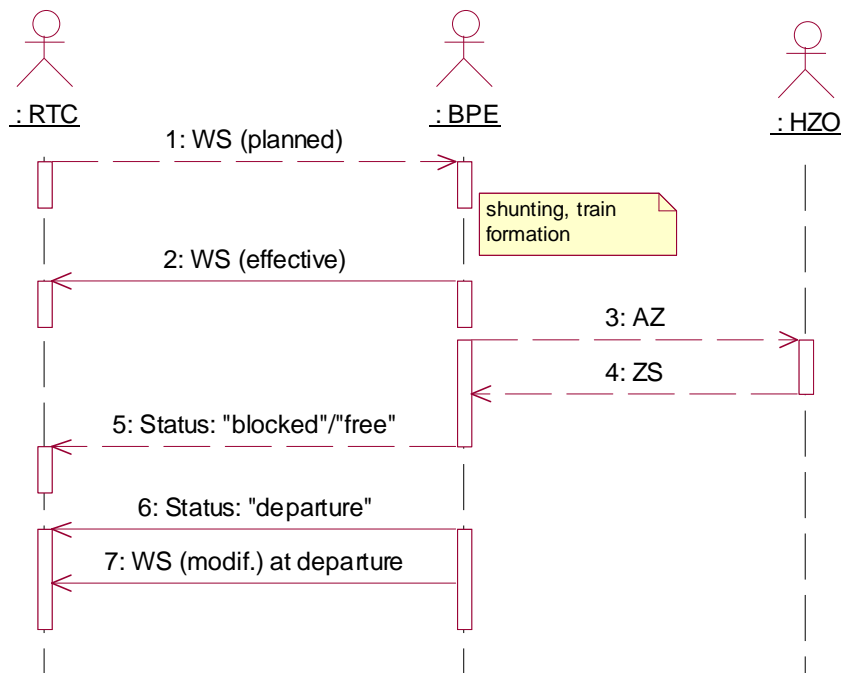 : RTC
: BPE
: HZO
1: WS (planned)
shunting, train
formation
2: WS (effective)
3: AZ
4: ZS
5: Status: "blocked"/"free"
6: Status: "departure"
7: WS (modif.) at departure